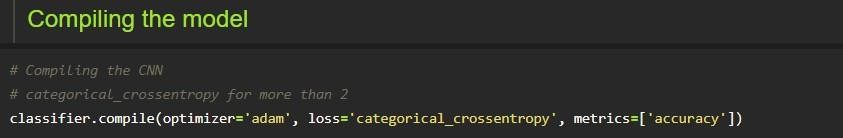 Compiling the model
# Compiling the CNN
# categorical_crossentropy for more than 2
classifier.compile(optimizer='adam', loss='categorical_crossentropy', metrics=['accuracy'])